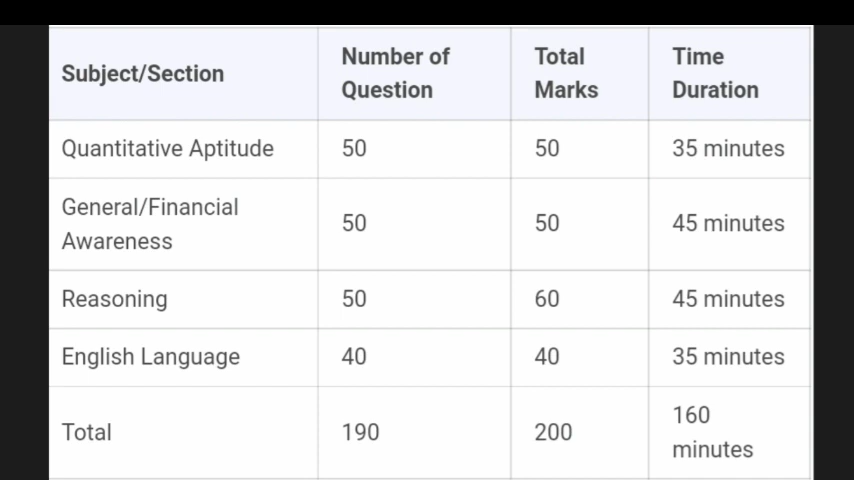 Subject/Section
Number of
Question
Total
Marks
Time
Duration
Quantitative Aptitude
50
50
35 minutes
General/Financial
Awareness
50
50
45 minutes
Reasoning
50
60
45 minutes
English Language
40
40
35 minutes
Total
190
200
160
minutes